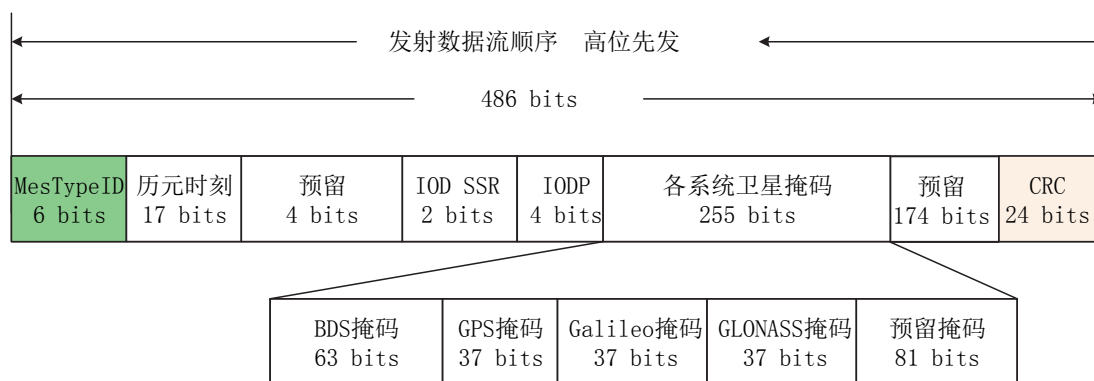 发射数据流顺序 高位先发
486 bits
MesTypeID 历元时刻 预留 IOD SSR IODP 各系统卫星掩码 预留 CRC
6 bits 17 bits 4 bits 2 bits 4 bits 255 bits 174 bits 24 bits
BDS掩码 GPS掩码 Galileo掩码 GLONASS掩码 预留掩码
63 bits 37 bits 37 bits 37 bits 81 bits